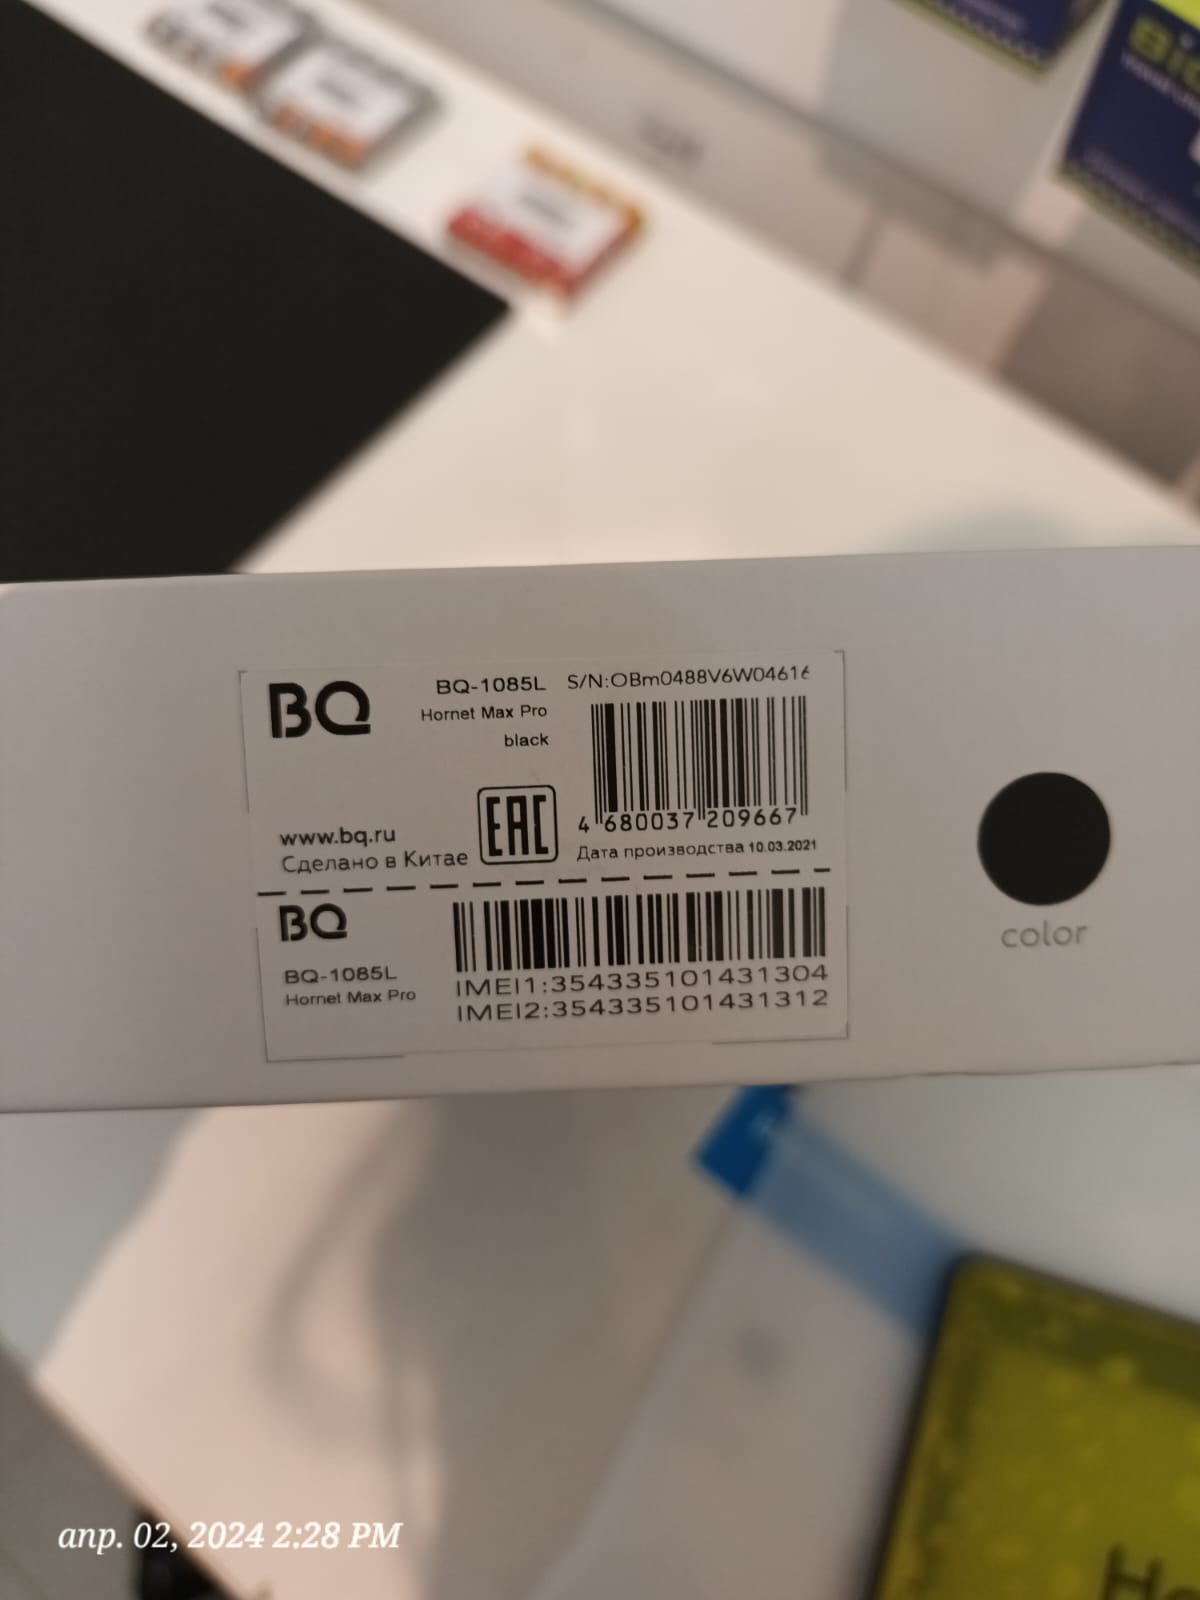 BQ
BQ-1085L
Hornet Max Pro
black
S/N:OBm0488V6W04616
4 680037 209667
Дата производства 10.03.2021
EAC
www.bq.ru
Сделано в Китае
BQ
BQ-1085L
Hornet Max Pro
IMEI1:354335101431304
IMEI2:354335101431312
color
апр. 02, 2024 2:28 PM